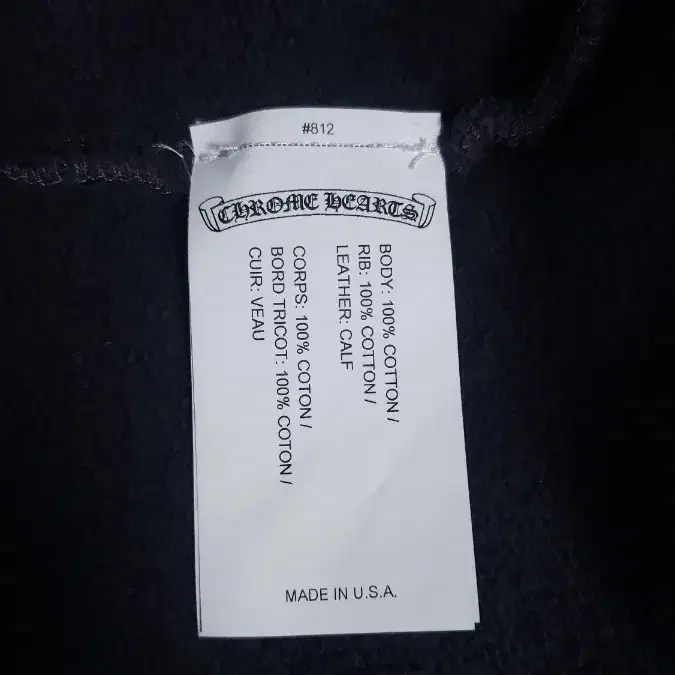 #812
CHROME HEARTS
BODY: 100% COTTON /
RIB: 100% COTTON /
LEATHER: CALF
CORPS: 100% COTON /
BORD TRICOT: 100% COTON /
CUIR: VEAU
MADE IN U.S.A.